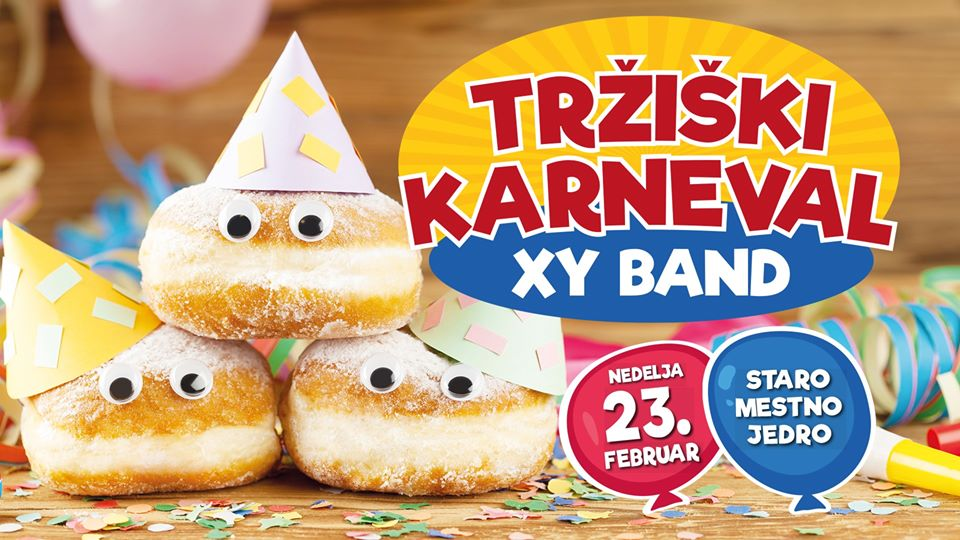 TRŽIŠKI
KARNEVAL
XY BAND
NEDELJA
23.
FEBRUAR
STARO
MESTNO
JEDRO